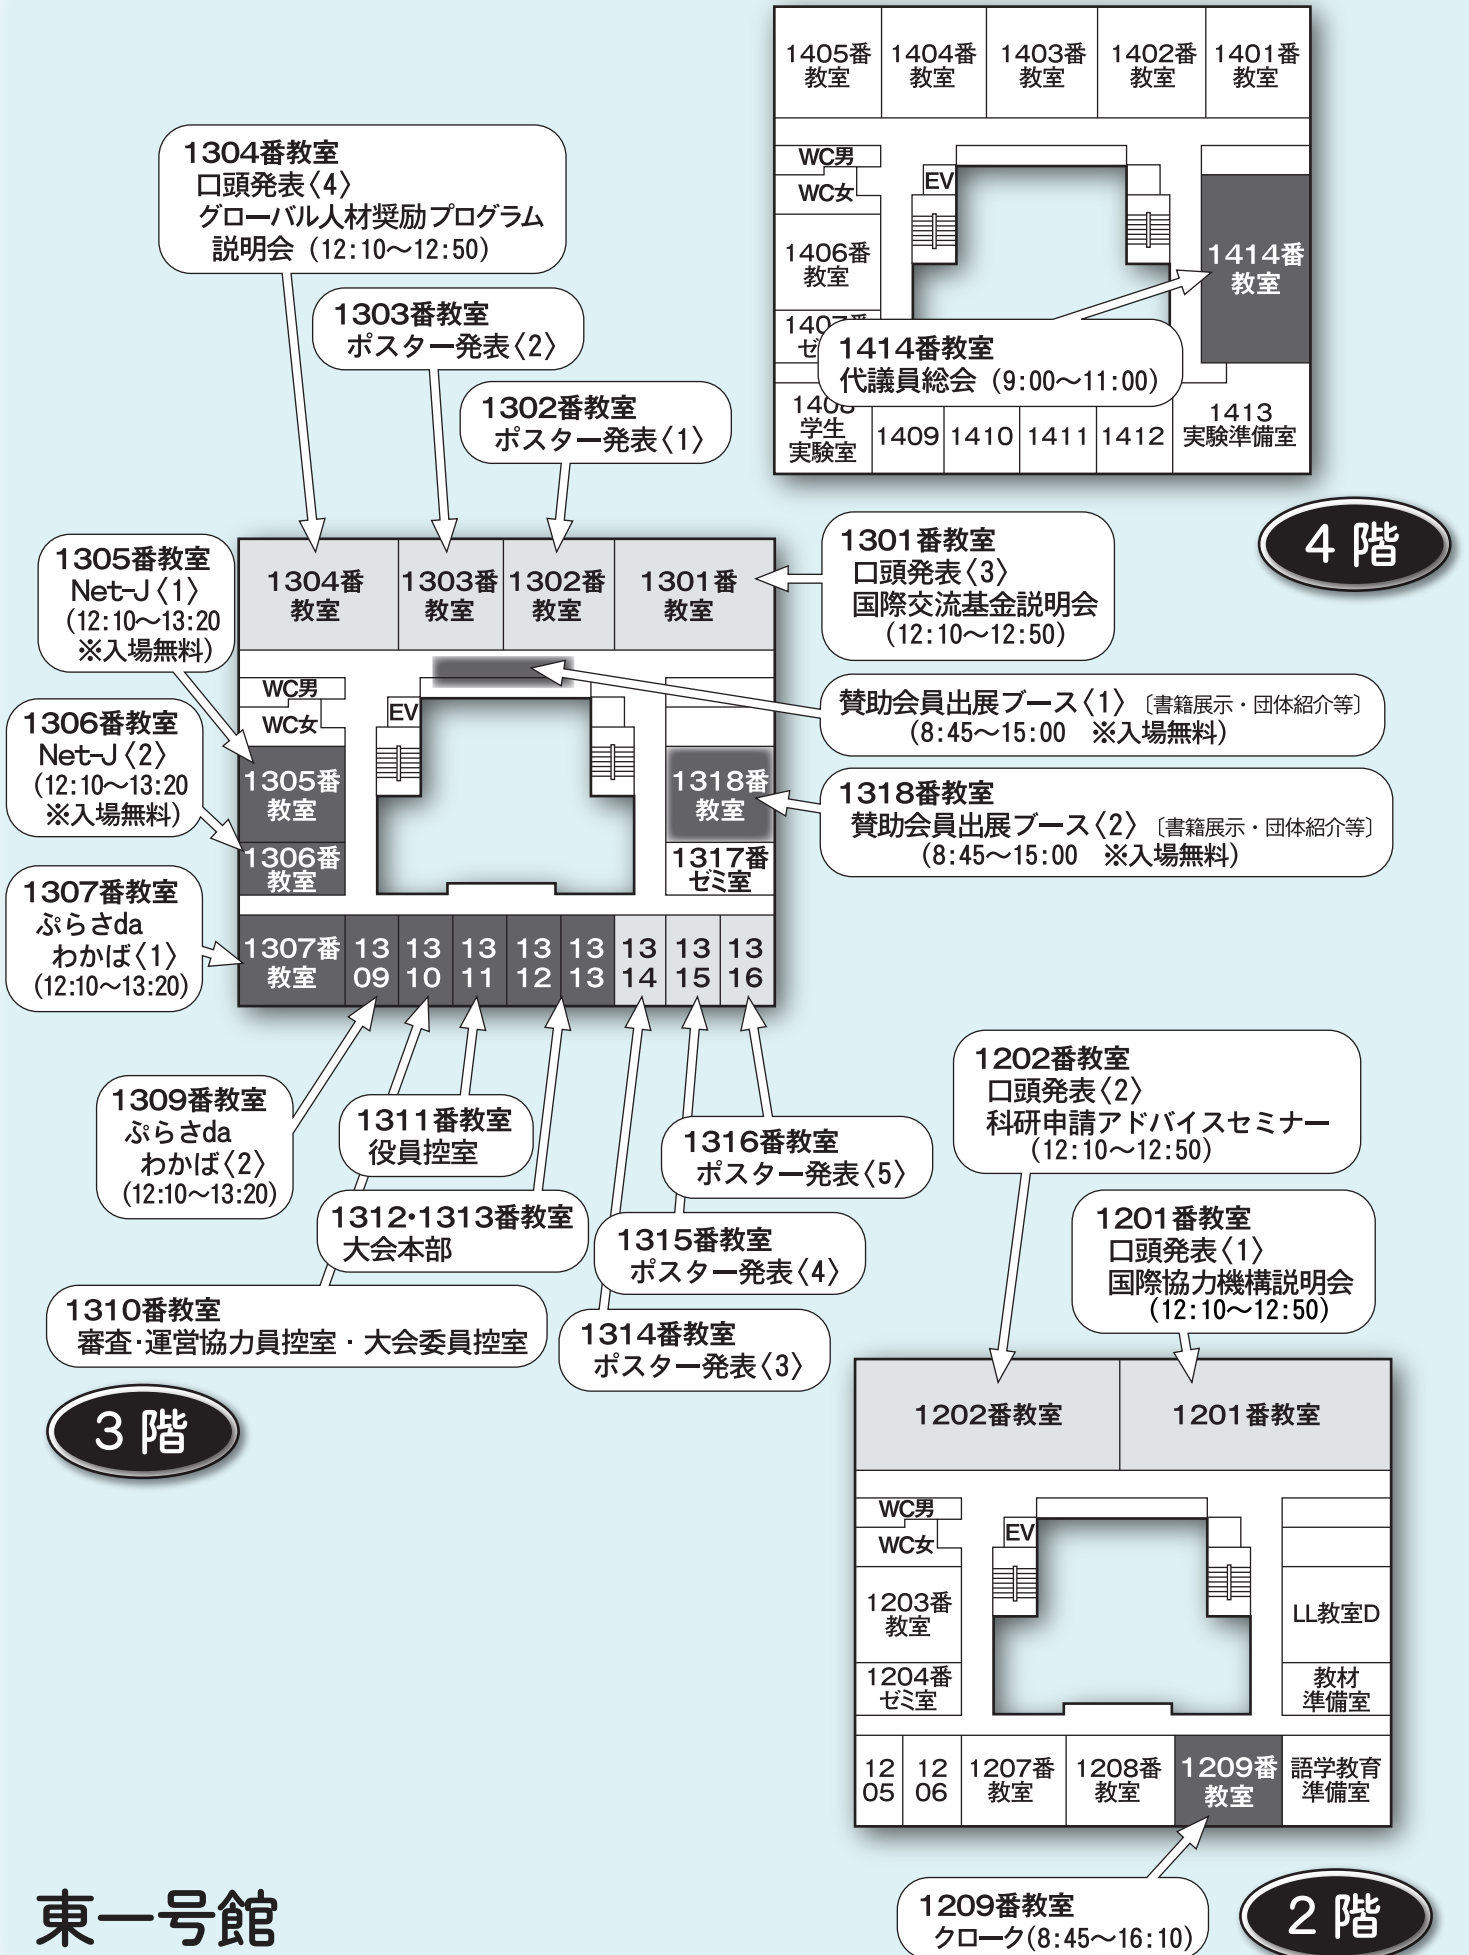 1405番
教室
1404番
教室
1403番
教室
1402番
教室
1401番
教室
WC男
WC女
EV
1406番
教室
1414番
教室
1414番教室
代議員総会（9:00～11:00）
学生
実験室
1409
1410
1411
1412
1413
実験準備室
4階
1304番教室
口頭発表〈4〉
グローバル人材奨励プログラム
説明会（12:10～12:50）
1303番教室
ポスター発表〈2〉
1302番教室
ポスター発表〈1〉
1301番教室
口頭発表〈3〉
国際交流基金説明会
（12:10～12:50）
1305番教室
Net-J〈1〉
（12:10～13:20
※入場無料）
1306番教室
Net-J〈2〉
（12:10～13:20
※入場無料）
1307番教室
ぷらさda
わかば〈1〉
（12:10～13:20）
賛助会員出展ブース〈1〉〔書籍展示・団体紹介等〕
（8:45～15:00　※入場無料）
1318番教室
賛助会員出展ブース〈2〉〔書籍展示・団体紹介等〕
（8:45～15:00　※入場無料）
1304番
教室
1303番
教室
1302番
教室
1301番
教室
WC男
WC女
EV
1305番
教室
1306番
教室
1318番
教室
1317番
ゼミ室
1307番
教室
13
09
13
10
13
11
13
12
13
13
13
14
13
15
13
16
1309番教室
ぷらさda
わかば〈2〉
（12:10～13:20）
1311番教室
役員控室
1312・1313番教室
大会本部
1310番教室
審査・運営協力員控室・大会委員控室
1316番教室
ポスター発表〈5〉
1315番教室
ポスター発表〈4〉
1314番教室
ポスター発表〈3〉
3階
1202番教室
口頭発表〈2〉
科研申請アドバイスセミナー
（12:10～12:50）
1201番教室
口頭発表〈1〉
国際協力機構説明会
（12:10～12:50）
1202番教室
1201番教室
WC男
WC女
EV
1203番
教室
1204番
ゼミ室
LL教室D
教材
準備室
12
05
12
06
1207番
教室
1208番
教室
1209番
教室
語学教育
準備室
1209番教室
クローク（8:45～16:10）
2階
東一号館